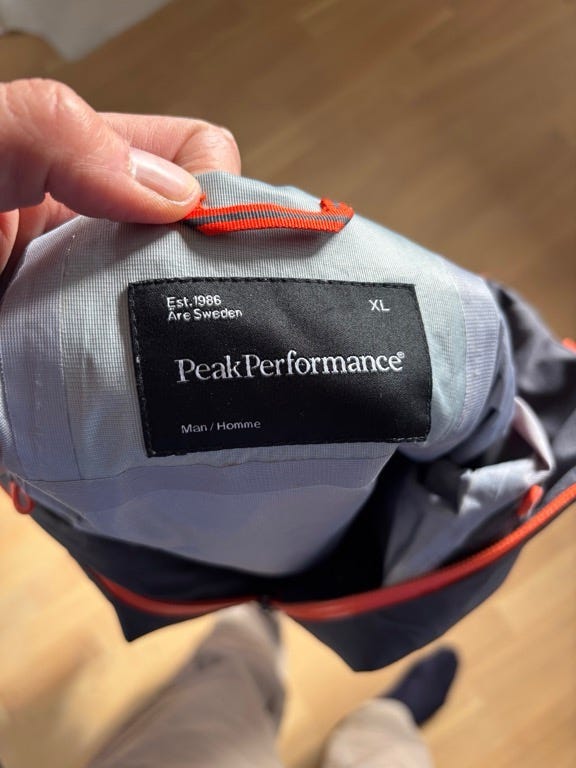 Est.1986
XL
Åre Sweden
PeakPerformance®
Man / Homme